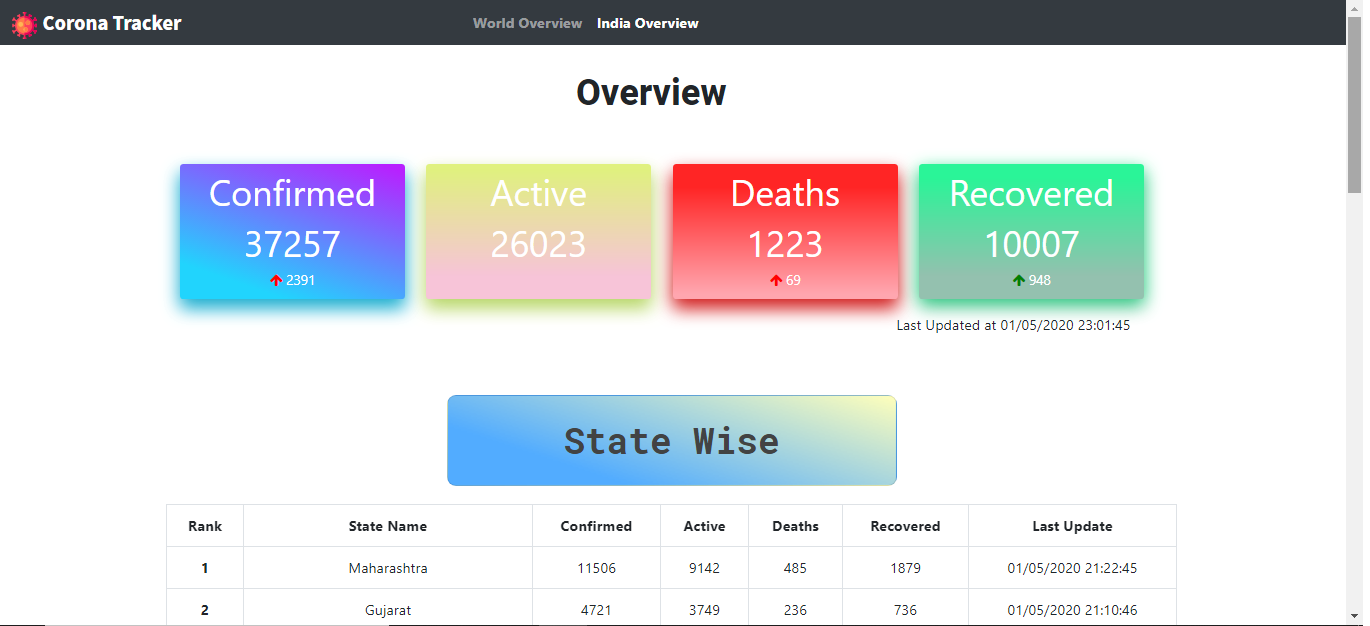 Corona Tracker World Overview India Overview
Overview
Confirmed Active Deaths Recovered
37257 26023 1223 10007
2391 69 948
Last Updated at 01/05/2020 23:01:45
State Wise
Rank State Name Confirmed Active Deaths Recovered Last Update
1 Maharashtra 11506 9142 485 1879 01/05/2020 21:22:45
2 Gujarat 4721 3749 236 736 01/05/2020 21:10:46